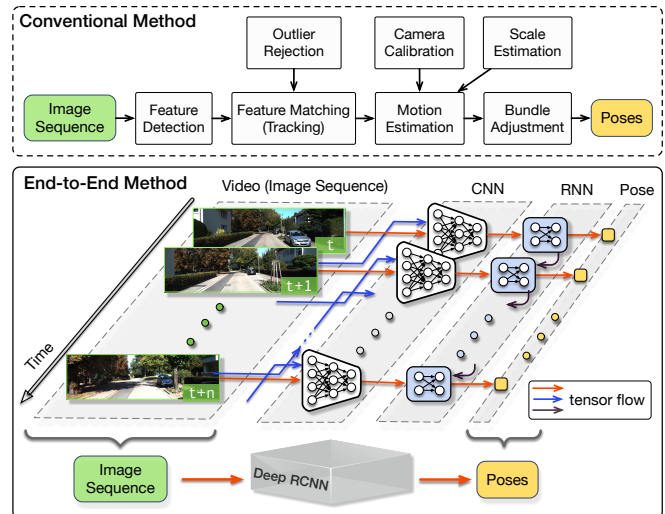 Conventional Method
Outlier
Rejection
Camera
Calibration
Scale
Estimation
Image
Sequence
Feature
Detection
Feature Matching
(Tracking)
Motion
Estimation
Bundle
Adjustment
Poses
End-to-End Method
Video (Image Sequence)
CNN
RNN
Pose
t
t+1
Time
t+n
tensor flow
Image
Sequence
Deep RCNN
Poses